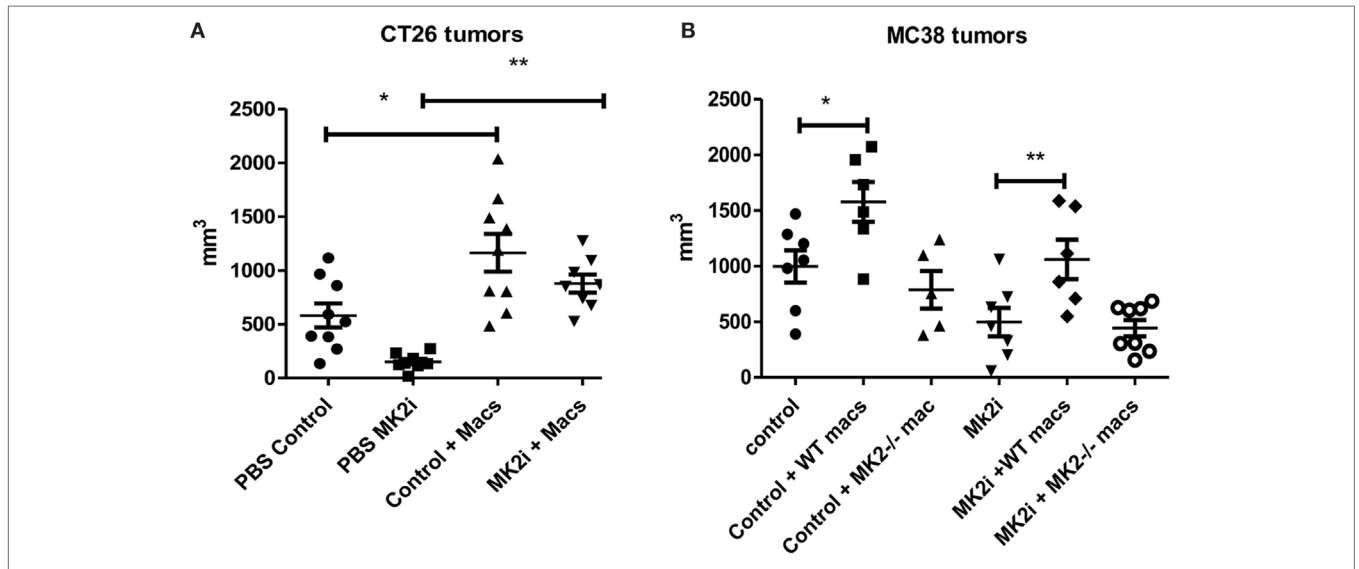 A
CT26 tumors
**
*
2500
2000
1500
1000
500
0
mm³
PBS Control
PBS MK2i
Control + Macs
MK2i + Macs
B
MC38 tumors
*
**
2500
2000
1500
1000
500
0
mm³
control
Control + WT macs
Control + MK2-/- mac
Mk2i
MK2i +WT macs
MK2i + MK2-/- macs